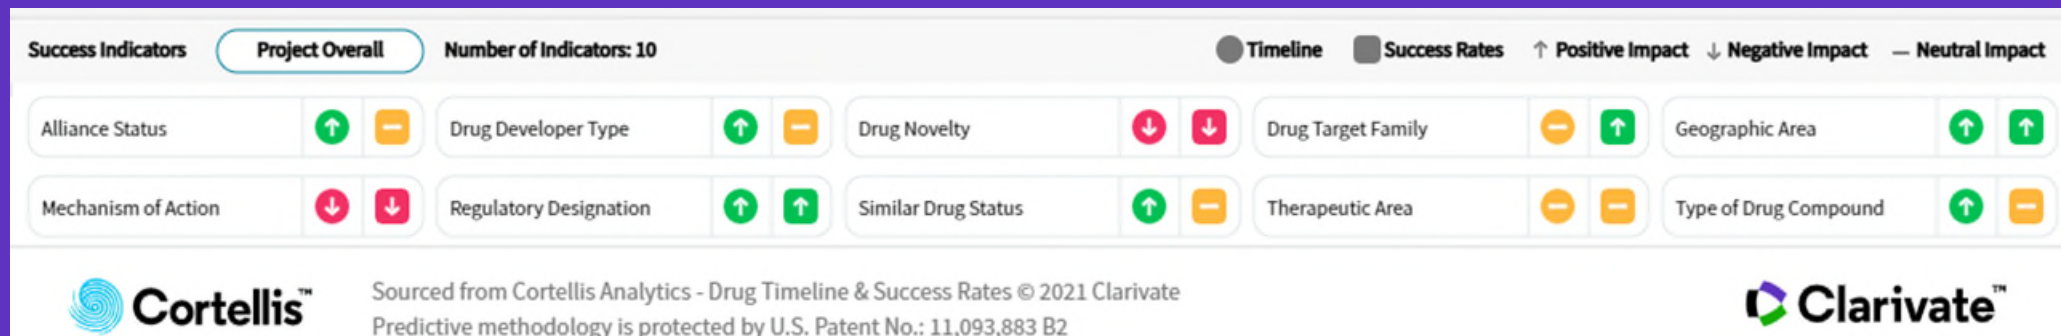 Success Indicators Project Overall Number of Indicators: 10 Timeline Success Rates ↑ Positive Impact ↓ Negative Impact — Neutral Impact
Alliance Status Drug Developer Type Drug Novelty Drug Target Family Geographic Area
Mechanism of Action Regulatory Designation Similar Drug Status Therapeutic Area Type of Drug Compound
Cortellis™ Sourced from Cortellis Analytics - Drug Timeline & Success Rates © 2021 Clarivate
Predictive methodology is protected by U.S. Patent No.: 11,093,883 B2
Clarivate™